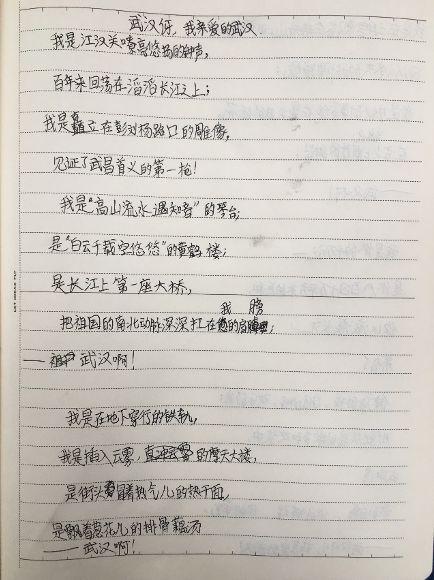 武汉伢，我亲爱的武汉
我是江汉关嘹亮悠扬的钟声，
百年来回荡在滔滔长江之上；
我是矗立在彭刘杨路口的雕像，
见证了武昌首义的第一枪！
我是"高山流水遇知音"的琴台；
是"白云千载空悠悠"的黄鹤楼；
是长江上第一座大桥，
我 膀
把祖国的南北动脉深深扛在的肩；
——武汉啊！
我是在地下穿行的铁轨，
我是插入云雾、的摩天大楼，
是街头冒着热气儿的热干面，
是飘着葱花儿的排骨藕汤
——武汉啊！